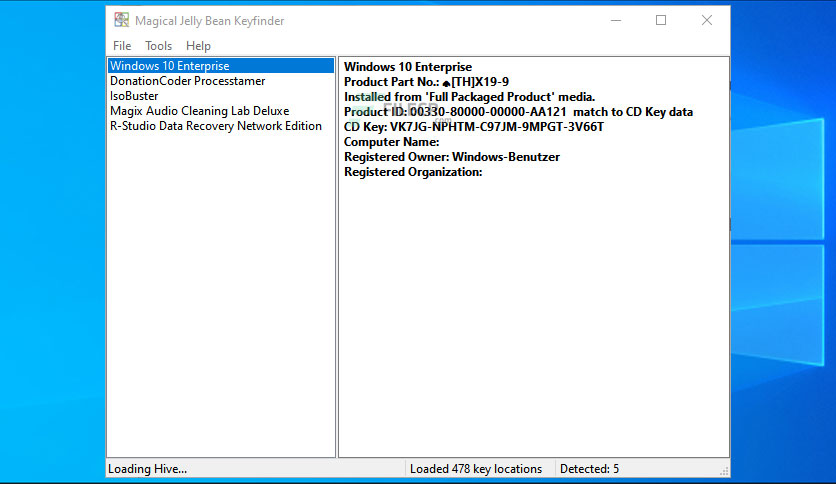 Magical Jelly Bean Keyfinder
File Tools Help
Windows 10 Enterprise
DonationCoder Processtamer
IsoBuster
Magix Audio Cleaning Lab Deluxe
R-Studio Data Recovery Network Edition
Windows 10 Enterprise
Product Part No.: ♠[TH]X19-9
Installed from 'Full Packaged Product' media.
Product ID: 00330-80000-00000-AA121 match to CD Key data
CD Key: VK7JG-NPHTM-C97JM-9MPGT-3V66T
Computer Name:
Registered Owner: Windows-Benutzer
Registered Organization:
Loading Hive...
Loaded 478 key locations
Detected: 5